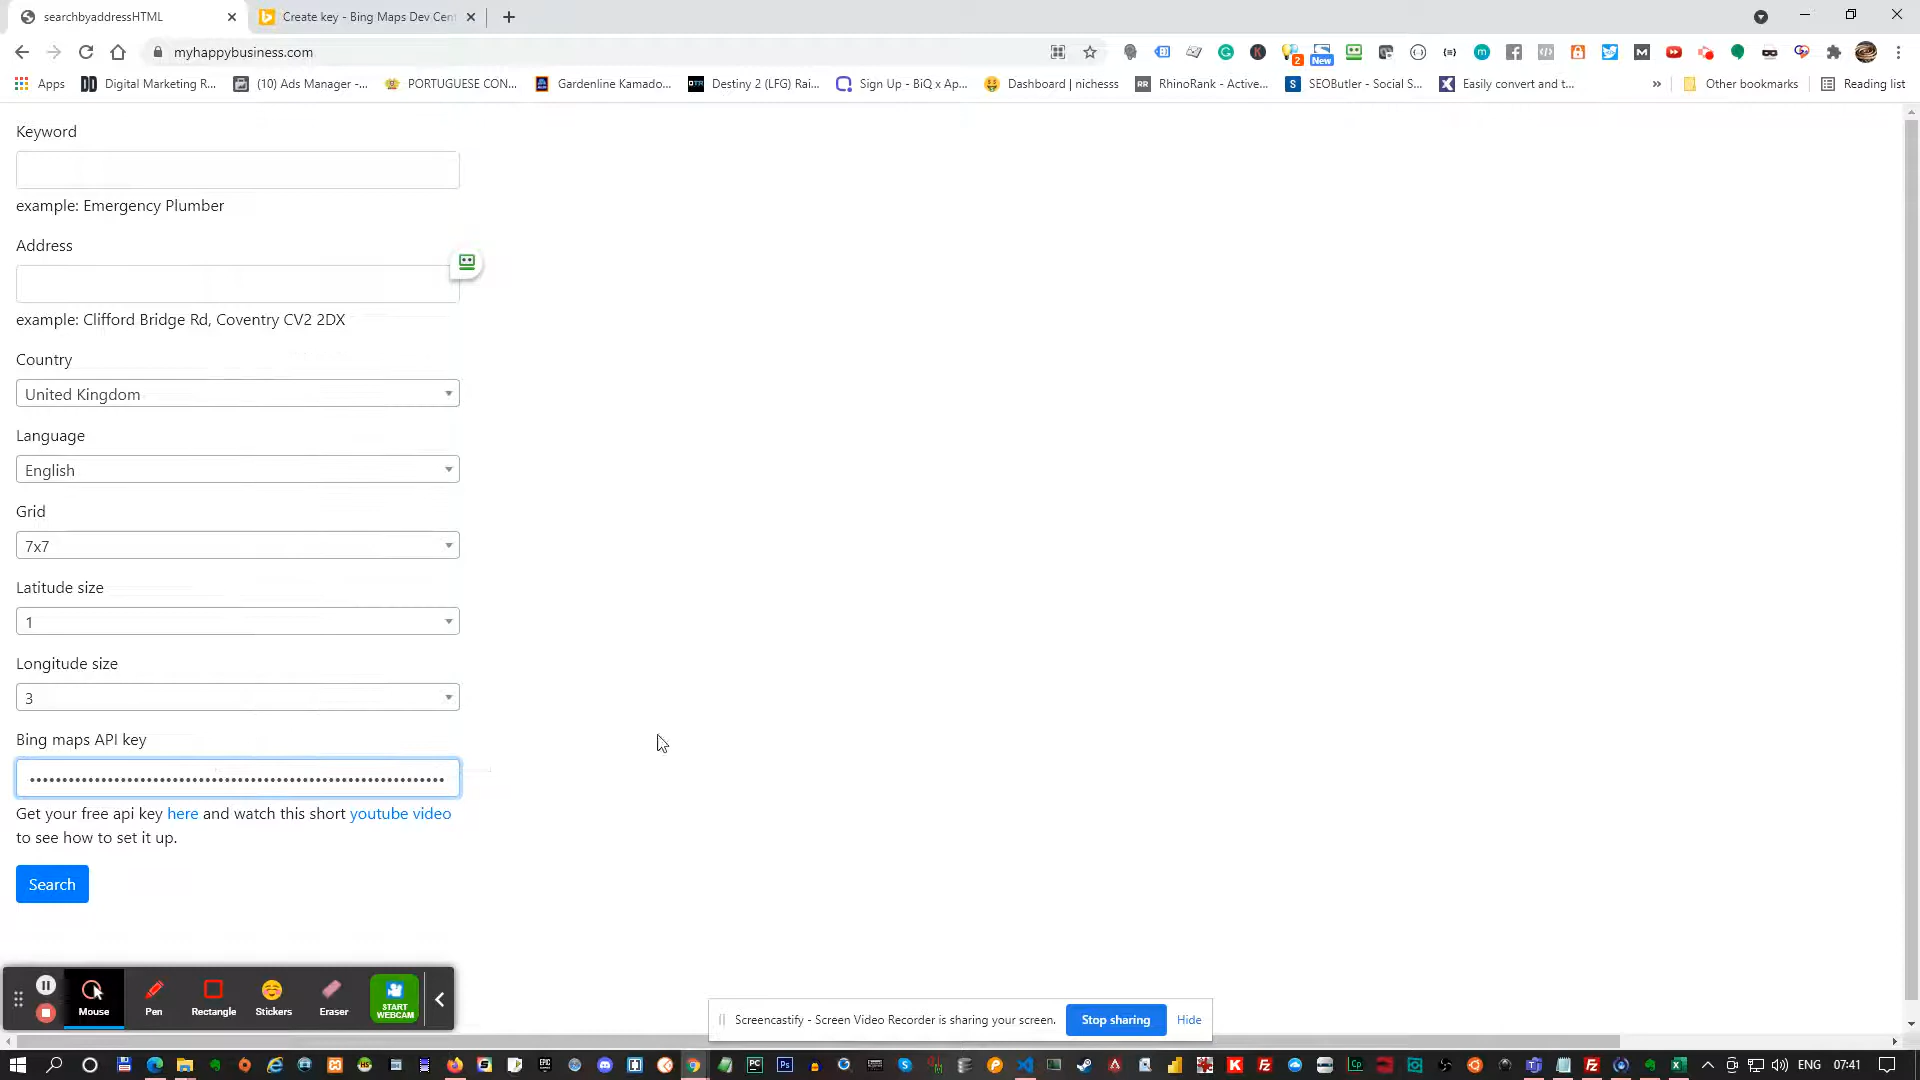 searchbyaddressHTML
Create key - Bing Maps Dev Cent
myhappybusiness.com
2
New
Apps
Digital Marketing R...
(10) Ads Manager -...
PORTUGUESE CON...
Gardenline Kamado...
Destiny 2 (LFG) Rai...
Sign Up - BiQ x Ap...
Dashboard | nichesss
RhinoRank - Active...
SEOButler - Social S...
Easily convert and t...
»
Other bookmarks
Reading list
Keyword
example: Emergency Plumber
Address
example: Clifford Bridge Rd, Coventry CV2 2DX
Country
United Kingdom
Language
English
Grid
7x7
Latitude size
1
Longitude size
3
Bing maps API key
••••••••••••••••••••••••••••••••••••••••••••••••••••••••••••••••
Get your free api key here and watch this short youtube video
to see how to set it up.
Search
Mouse
Pen
Rectangle
Stickers
Eraser
START
WEBCAM
Screencastify - Screen Video Recorder is sharing your screen.
Stop sharing
Hide
ENG
07:41